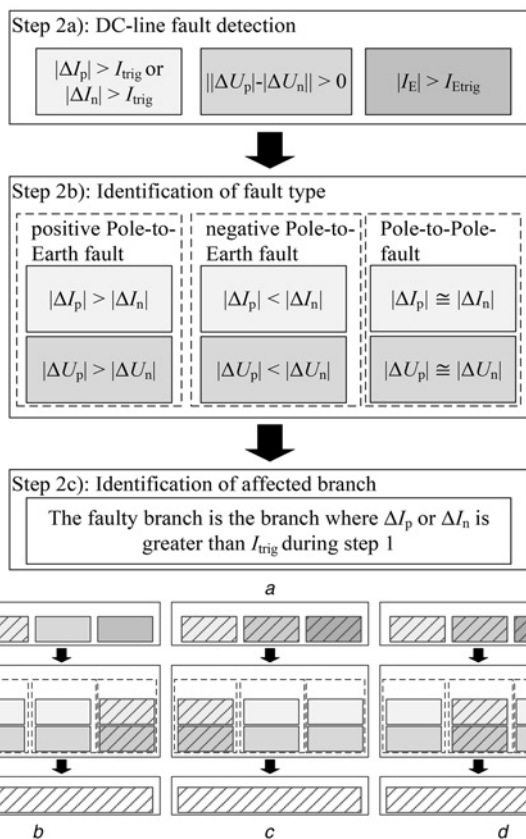 Step 2a): DC-line fault detection
|ΔIp| > Itrig or
|ΔIn| > Itrig
||ΔUp|-|ΔUn|| > 0
|IE| > IEtrig
Step 2b): Identification of fault type
positive Pole-to-
Earth fault
|ΔIp| > |ΔIn|
|ΔUp| > |ΔUn|
negative Pole-to-
Earth fault
|ΔIp| < |ΔIn|
|ΔUp| < |ΔUn|
Pole-to-Pole-
fault
|ΔIp| ≅ |ΔIn|
|ΔUp| ≅ |ΔUn|
Step 2c): Identification of affected branch
The faulty branch is the branch where ΔIp or ΔIn is
greater than Itrig during step 1
a
b
c
d